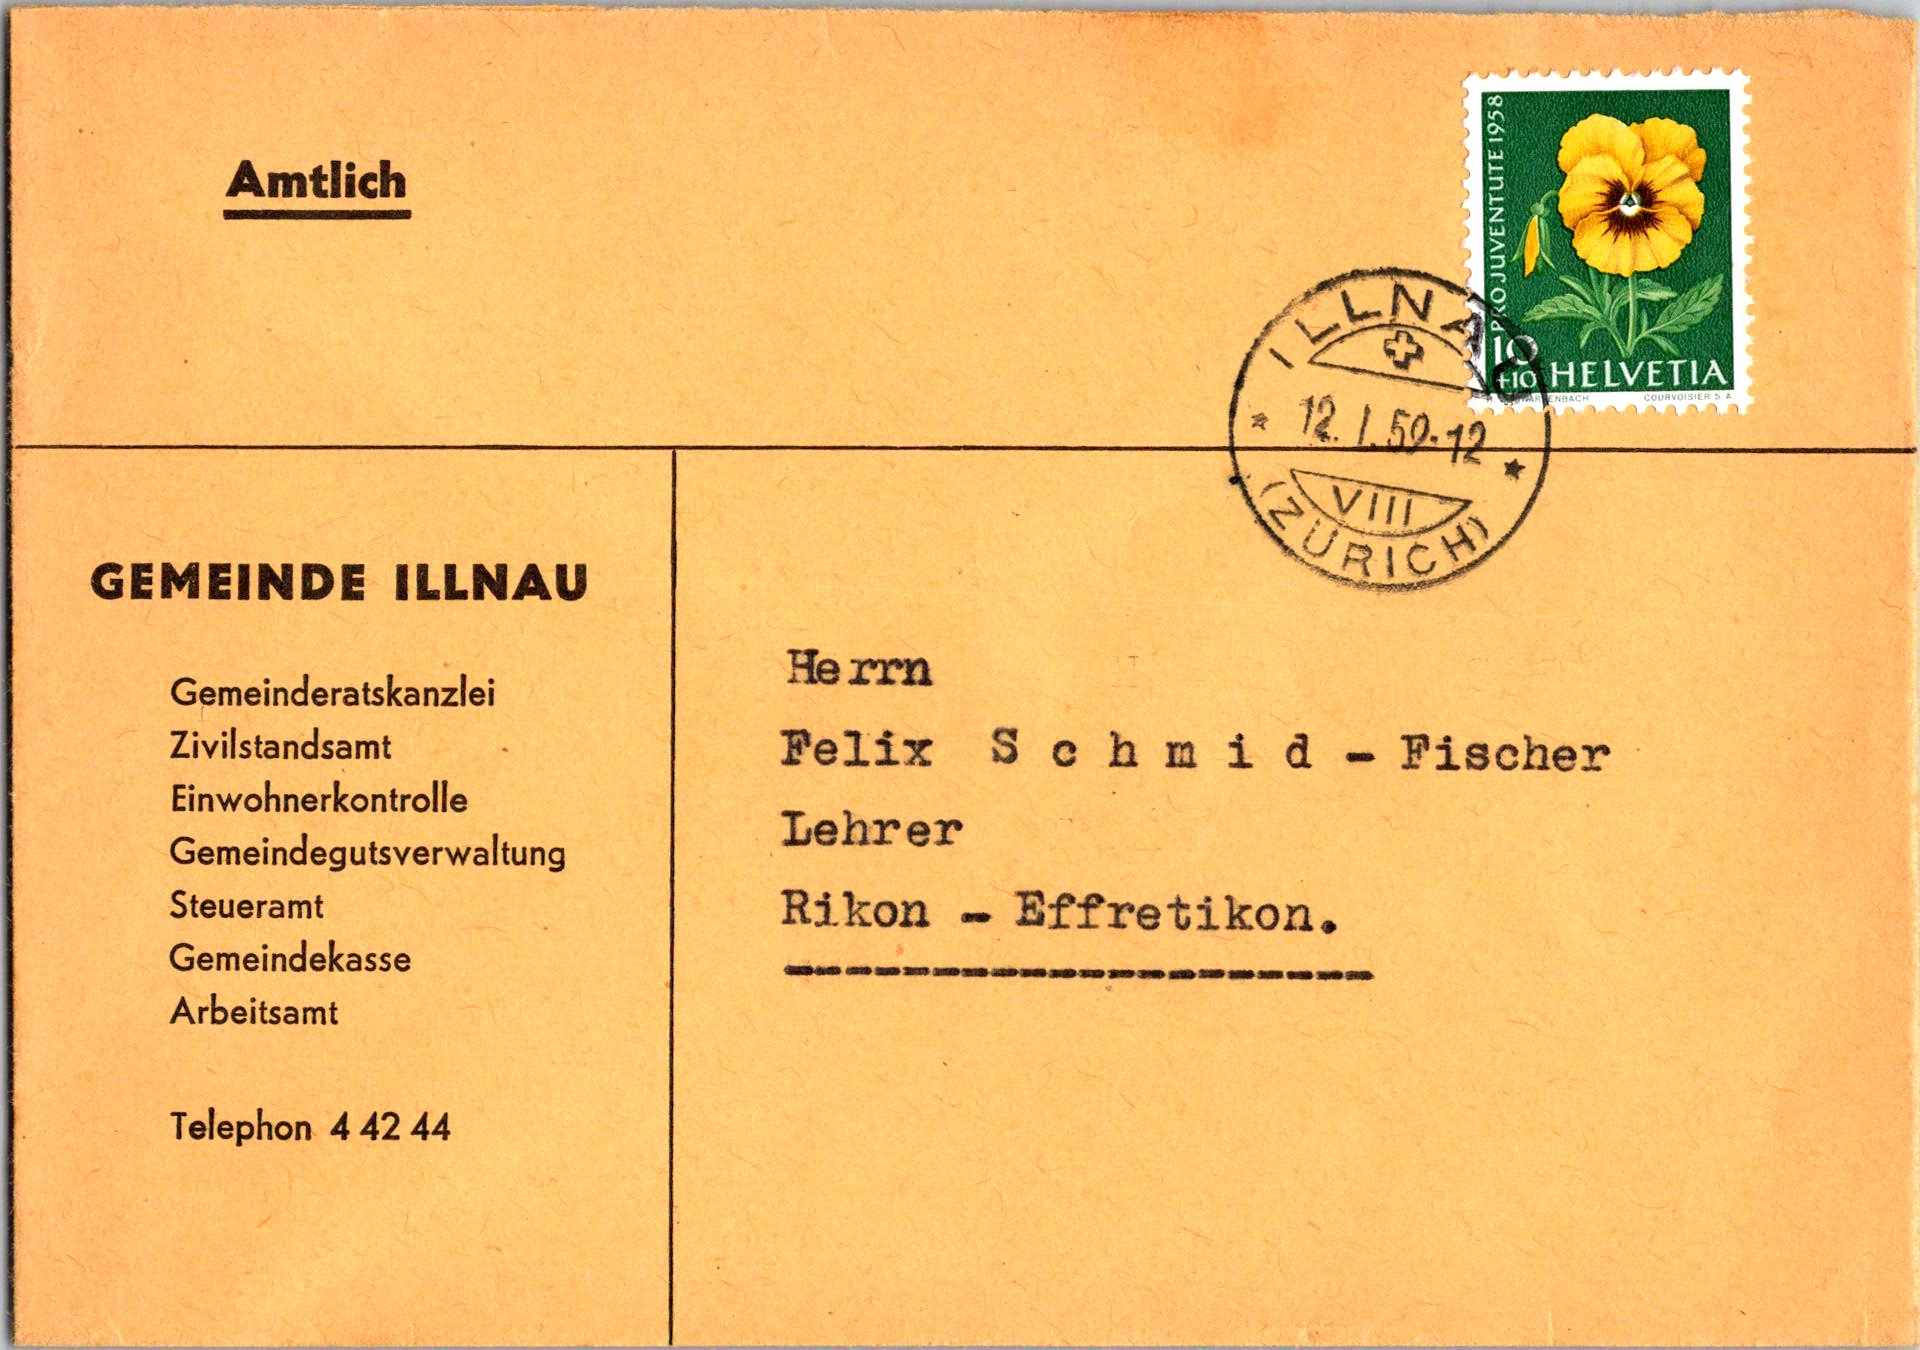 Amtlich
PRO JUVENTUTE 1958
10
+10 HELVETIA
COURVOISIER S.A
ILLNAU
12. I. 59-12
VIII
(ZÜRICH)
GEMEINDE ILLNAU
Gemeinderatskanzlei
Zivilstandsamt
Einwohnerkontrolle
Gemeindegutsverwaltung
Steueramt
Gemeindekasse
Arbeitsamt
Telephon 4 42 44
Herrn
Felix S c h m i d - Fischer
Lehrer
Rikon - Effretikon.